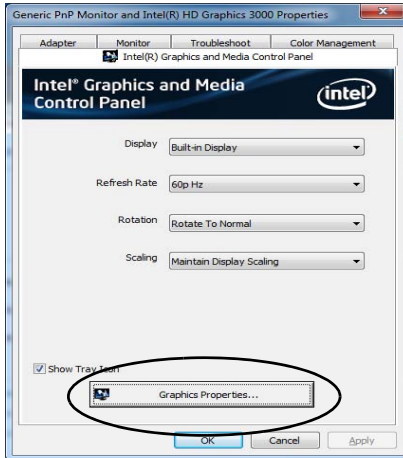 Generic PnP Monitor and Intel(R) HD Graphics 3000 Properties
Adapter Monitor Troubleshoot Color Management
Intel(R) Graphics and Media Control Panel
Intel® Graphics and Media
Control Panel
intel
Display Built-in Display
Refresh Rate 60p Hz
Rotation Rotate To Normal
Scaling Maintain Display Scaling
Show Tray Icon
Graphics Properties...
OK Cancel Apply